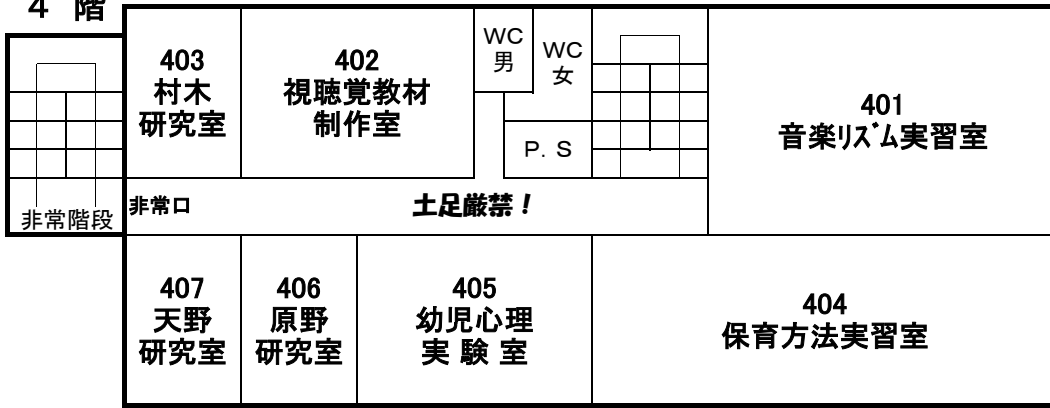 4 階
403
村木
研究室
402
視聴覚教材
制作室
WC
男
WC
女
P. S
401
音楽リズム実習室
非常階段
非常口
土足厳禁！
407
天野
研究室
406
原野
研究室
405
幼児心理
実 験 室
404
保育方法実習室